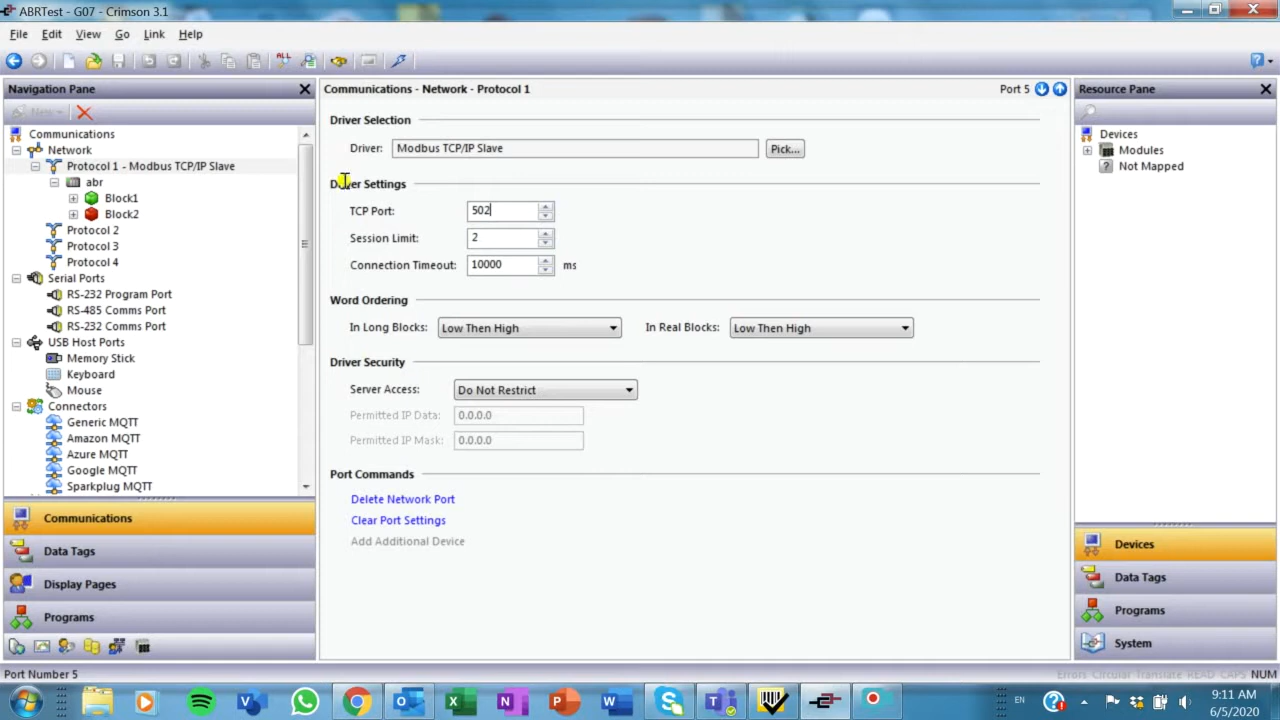 ABRTest - G07 - Crimson 3.1
File Edit View Go Link Help
ALL
Navigation Pane
New
Communications
Network
Protocol 1 - Modbus TCP/IP Slave
abr
Block1
Block2
Protocol 2
Protocol 3
Protocol 4
Serial Ports
RS-232 Program Port
RS-485 Comms Port
RS-232 Comms Port
USB Host Ports
Memory Stick
Keyboard
Mouse
Connectors
Generic MQTT
Amazon MQTT
Azure MQTT
Google MQTT
Sparkplug MQTT
Communications
Data Tags
Display Pages
Programs
Communications - Network - Protocol 1 Port 5
Driver Selection
Driver: Modbus TCP/IP Slave Pick...
Driver Settings
TCP Port: 502
Session Limit: 2
Connection Timeout: 10000 ms
Word Ordering
In Long Blocks: Low Then High In Real Blocks: Low Then High
Driver Security
Server Access: Do Not Restrict
Permitted IP Data: 0.0.0.0
Permitted IP Mask: 0.0.0.0
Port Commands
Delete Network Port
Clear Port Settings
Add Additional Device
Resource Pane
Devices
Modules
Not Mapped
Devices
Data Tags
Programs
System
Port Number 5 Errors Circular Translate READ CAPS NUM
EN
9:11 AM
6/5/2020